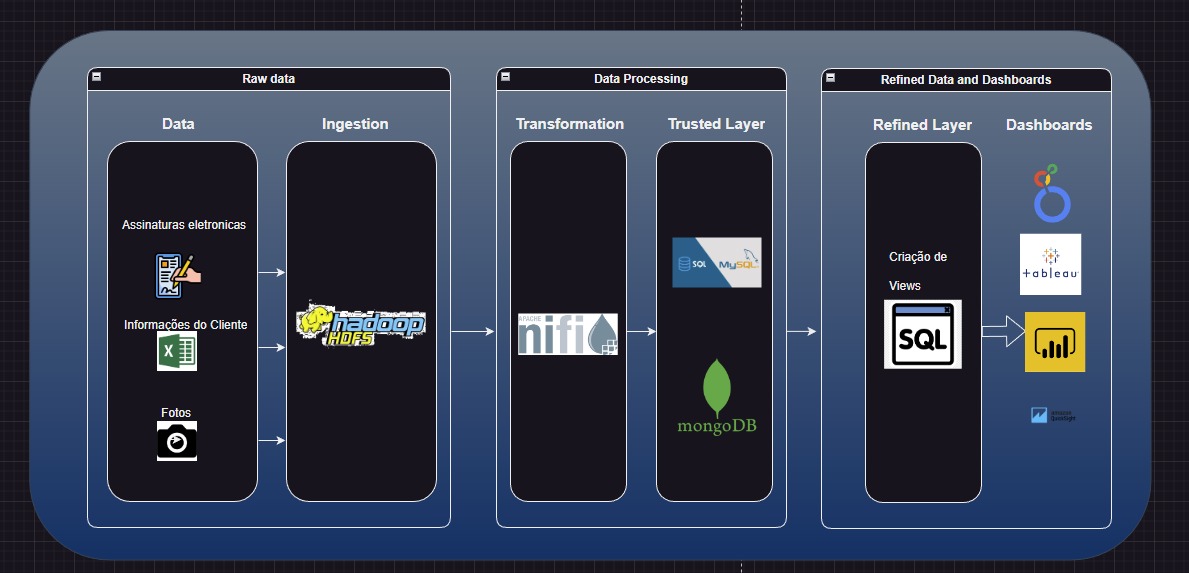 Raw data
Data
Ingestion
Assinaturas eletronicas
Informações do Cliente
X
Fotos
hadoop
HDFS
Data Processing
Transformation
Trusted Layer
APACHE
nifi
SQL
MySQL
mongoDB
Refined Data and Dashboards
Refined Layer
Dashboards
Criação de
Views
SQL
+ableau
amazon
QuickSight